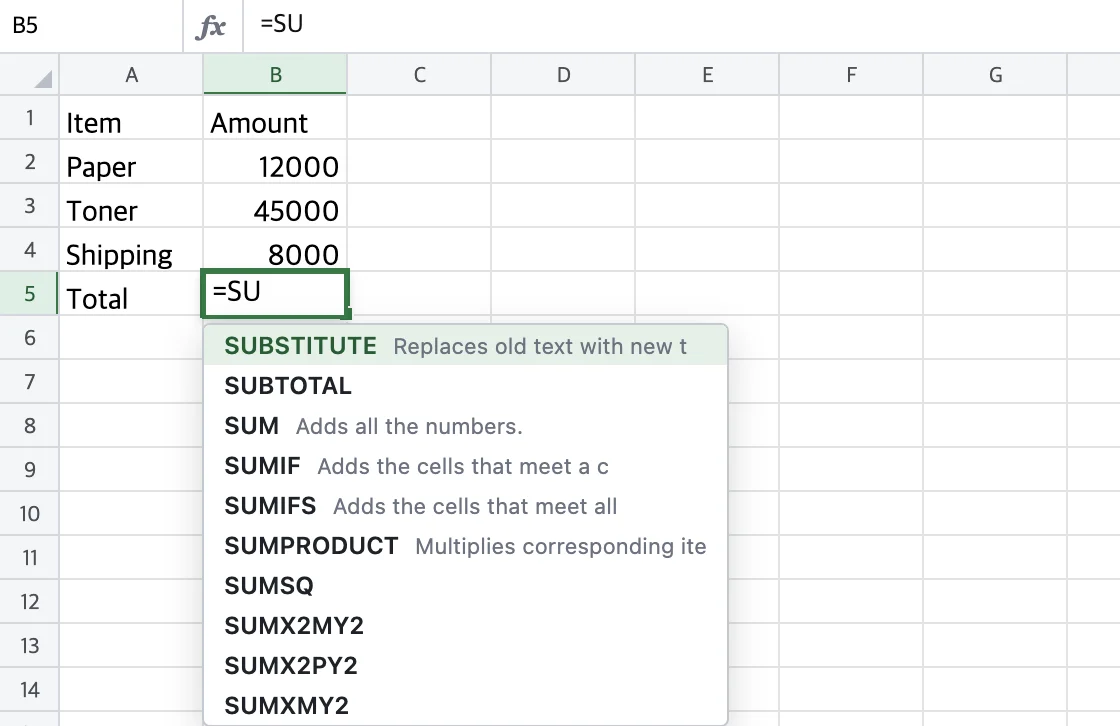 B5 fx =SU
A B C D E F G
1 Item Amount
2 Paper 12000
3 Toner 45000
4 Shipping 8000
5 Total =SU
6
SUBSTITUTE Replaces old text with new t
7 SUBTOTAL
8 SUM Adds all the numbers.
9 SUMIF Adds the cells that meet a c
10 SUMIFS Adds the cells that meet all
11 SUMPRODUCT Multiplies corresponding ite
12 SUMSQ
13 SUMX2MY2
14 SUMX2PY2
SUMXMY2